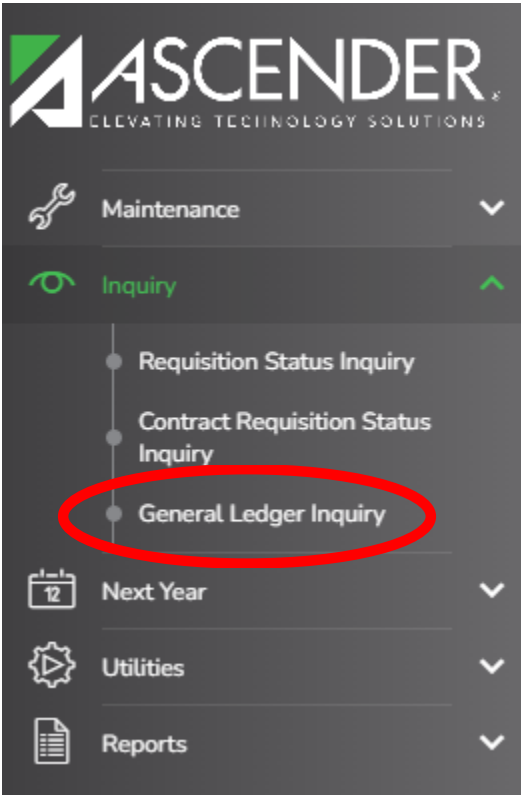 ASCENDER®
ELEVATING TECHNOLOGY SOLUTIONS
Maintenance
Inquiry
Requisition Status Inquiry
Contract Requisition Status
Inquiry
General Ledger Inquiry
12
Next Year
Utilities
Reports